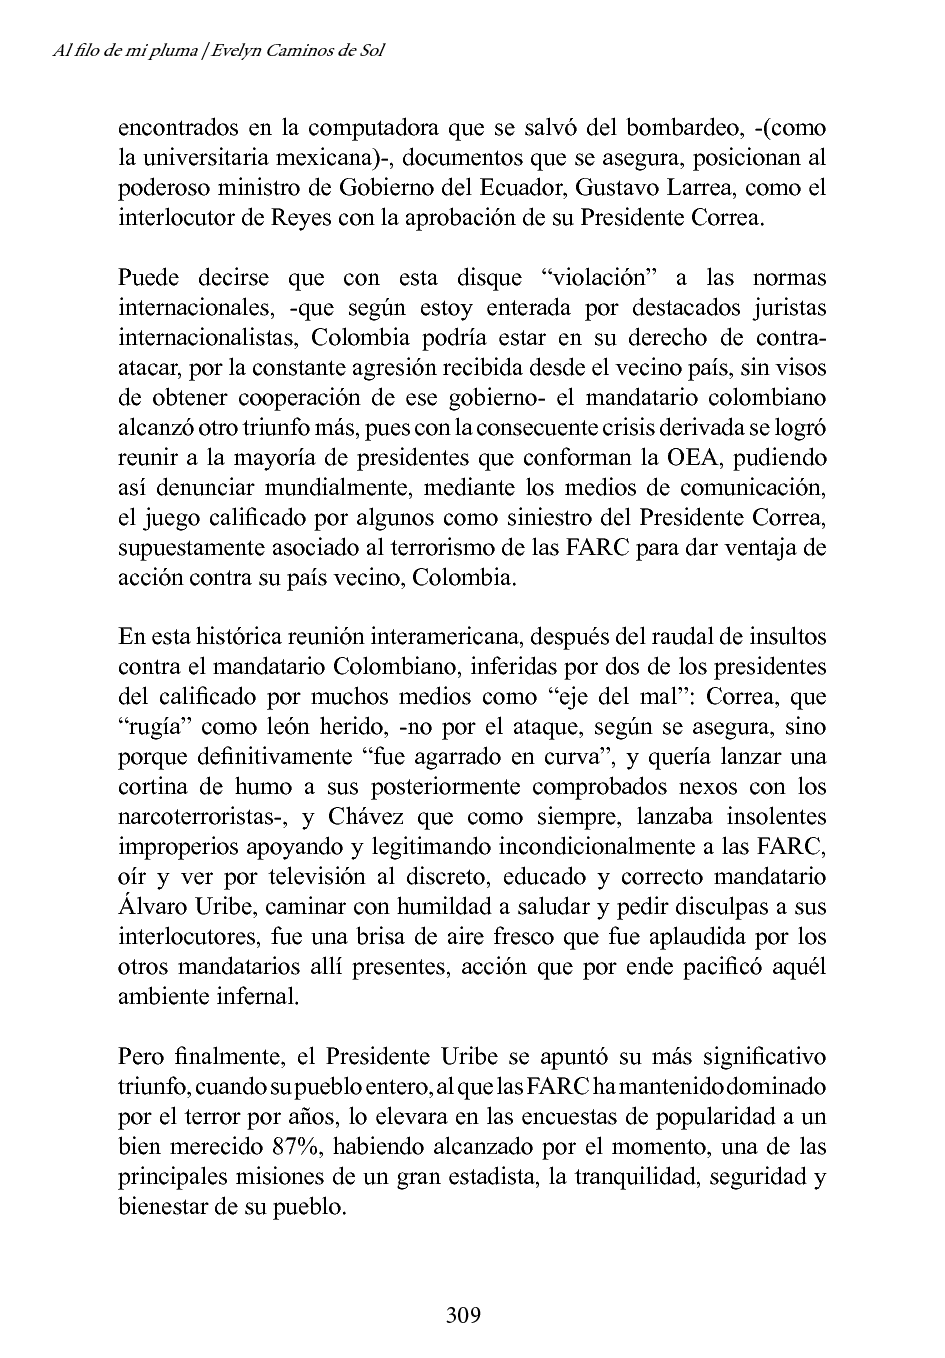 Al filo de mi pluma / Evelyn Caminos de Sol
encontrados en la computadora que se salvó del bombardeo, -(como
la universitaria mexicana)-, documentos que se asegura, posicionan al
poderoso ministro de Gobierno del Ecuador, Gustavo Larrea, como el
interlocutor de Reyes con la aprobación de su Presidente Correa.
Puede decirse que con esta disque “violación” a las normas
internacionales, -que según estoy enterada por destacados juristas
internacionalistas, Colombia podría estar en su derecho de contra-
atacar, por la constante agresión recibida desde el vecino país, sin visos
de obtener cooperación de ese gobierno- el mandatario colombiano
alcanzó otro triunfo más, pues con la consecuente crisis derivada se logró
reunir a la mayoría de presidentes que conforman la OEA, pudiendo
así denunciar mundialmente, mediante los medios de comunicación,
el juego calificado por algunos como siniestro del Presidente Correa,
supuestamente asociado al terrorismo de las FARC para dar ventaja de
acción contra su país vecino, Colombia.
En esta histórica reunión interamericana, después del raudal de insultos
contra el mandatario Colombiano, inferidas por dos de los presidentes
del calificado por muchos medios como “eje del mal”: Correa, que
“rugía” como león herido, -no por el ataque, según se asegura, sino
porque definitivamente “fue agarrado en curva”, y quería lanzar una
cortina de humo a sus posteriormente comprobados nexos con los
narcoterroristas-, y Chávez que como siempre, lanzaba insolentes
improperios apoyando y legitimando incondicionalmente a las FARC,
oír y ver por televisión al discreto, educado y correcto mandatario
Álvaro Uribe, caminar con humildad a saludar y pedir disculpas a sus
interlocutores, fue una brisa de aire fresco que fue aplaudida por los
otros mandatarios allí presentes, acción que por ende pacificó aquél
ambiente infernal.
Pero finalmente, el Presidente Uribe se apuntó su más significativo
triunfo, cuando su pueblo entero, al que las FARC ha mantenido dominado
por el terror por años, lo elevara en las encuestas de popularidad a un
bien merecido 87%, habiendo alcanzado por el momento, una de las
principales misiones de un gran estadista, la tranquilidad, seguridad y
bienestar de su pueblo.
309